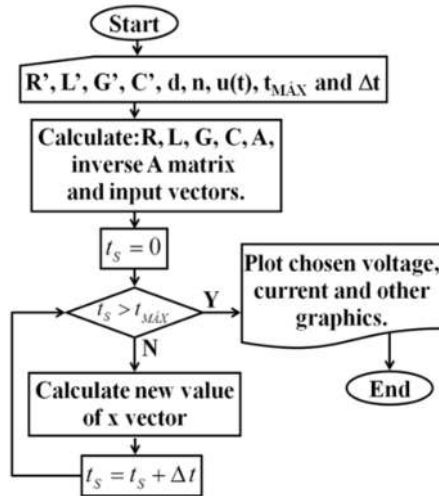 Start
R’, L’, G’, C’, d, n, u(t), tMÁX and Δt
Calculate:R, L, G, C, A,
inverse A matrix
and input vectors.
tS = 0
tS > tMÁX
Y
N
Plot chosen voltage,
current and other
graphics.
End
Calculate new value
of x vector
tS = tS + Δt